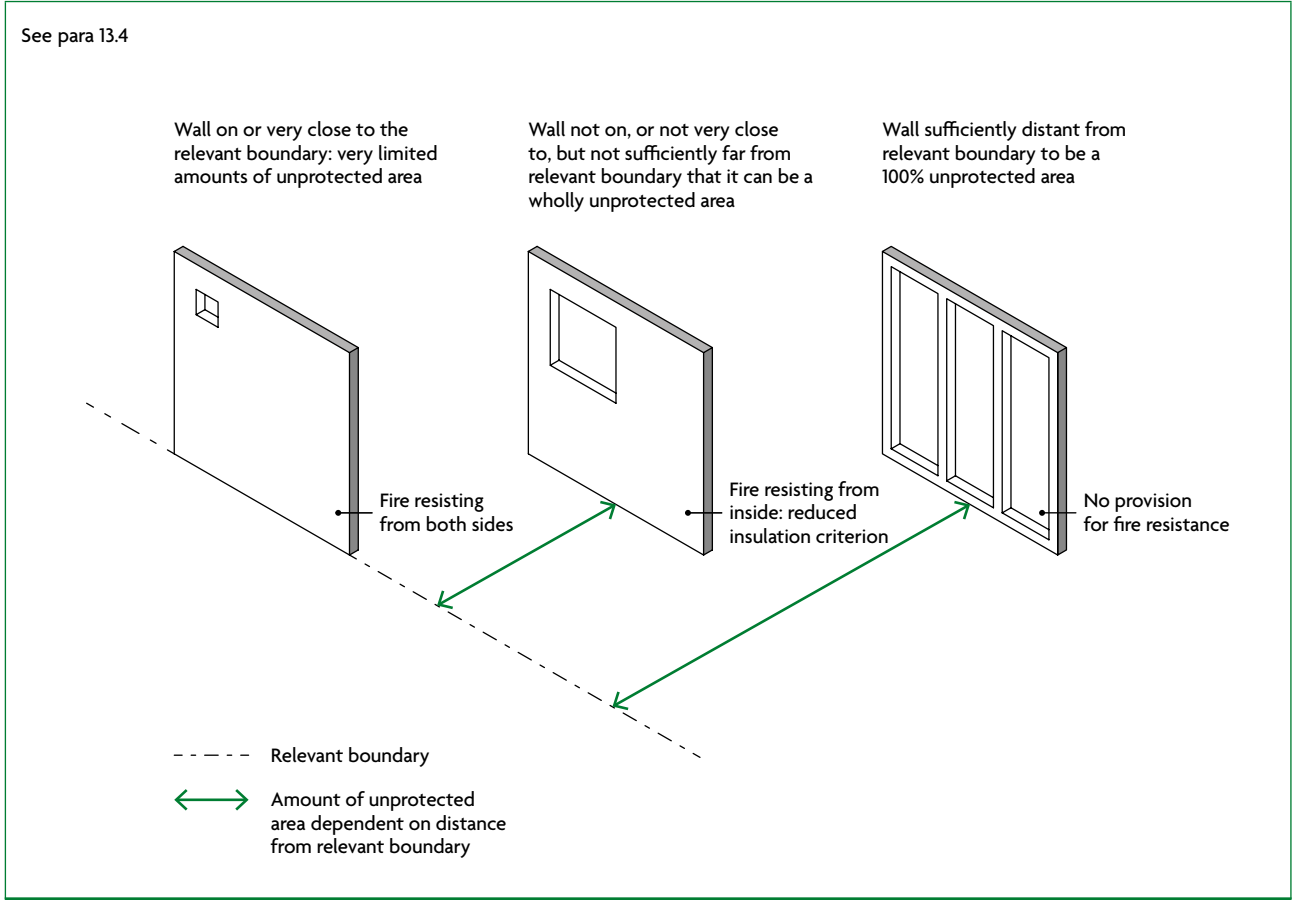 See para 13.4
Wall on or very close to the
relevant boundary: very limited
amounts of unprotected area
Wall not on, or not very close
to, but not sufficiently far from
relevant boundary that it can be a
wholly unprotected area
Wall sufficiently distant from
relevant boundary to be a
100% unprotected area
Fire resisting
from both sides
Fire resisting from
inside: reduced
insulation criterion
No provision
for fire resistance
Relevant boundary
Amount of unprotected
area dependent on distance
from relevant boundary